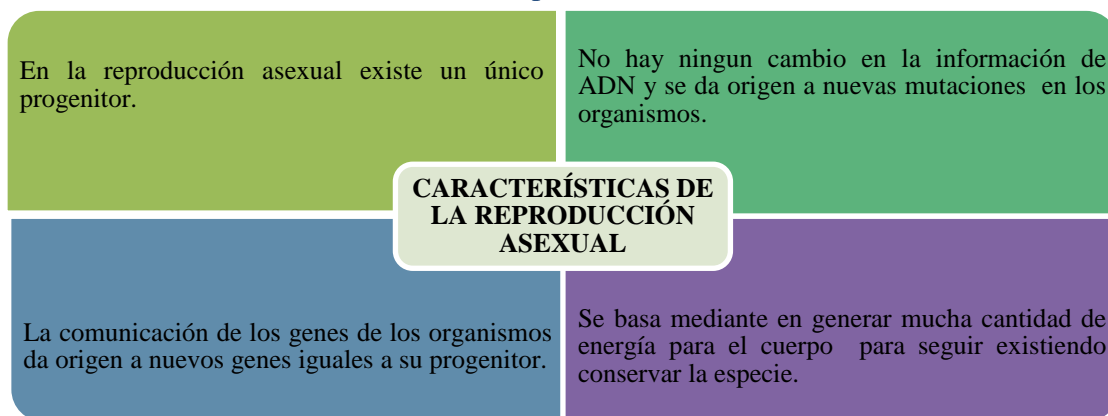 En la reproducción asexual existe un único
progenitor.
No hay ningun cambio en la información de
ADN y se da origen a nuevas mutaciones en los
organismos.
CARACTERÍSTICAS DE
LA REPRODUCCIÓN
ASEXUAL
La comunicación de los genes de los organismos
da origen a nuevos genes iguales a su progenitor.
Se basa mediante en generar mucha cantidad de
energía para el cuerpo para seguir existiendo
conservar la especie.